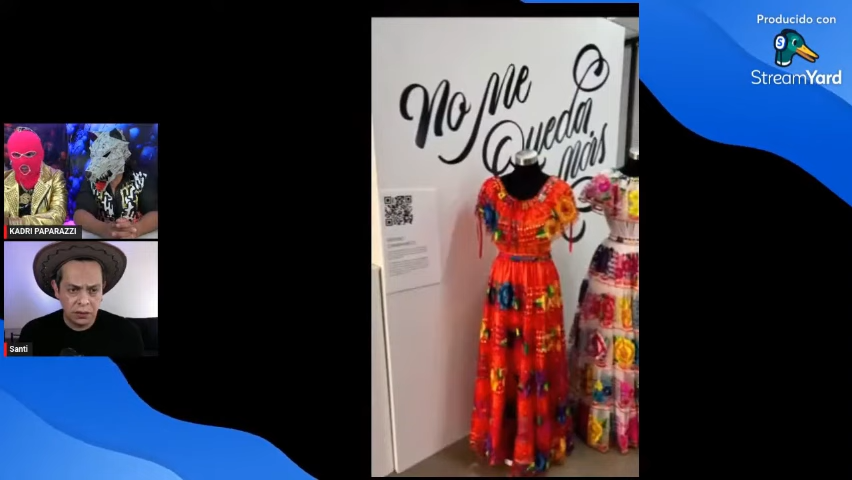 Producido con
StreamYard
No Me
Queda
más
KADRI PAPARAZZI
Santi